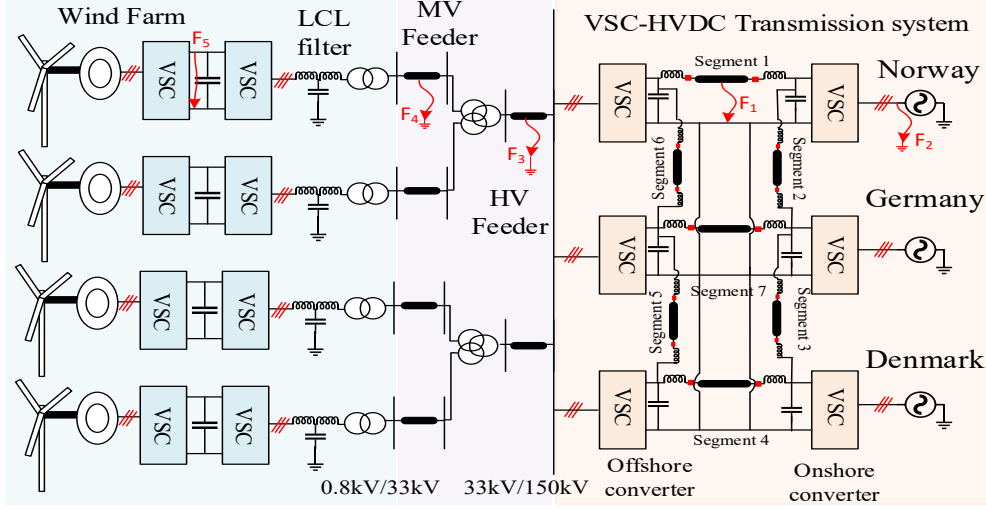 Wind Farm
LCL
filter
MV
Feeder
VSC-HVDC Transmission system
VSC
F5
VSC
F4
F3
VSC
Segment 1
F1
VSC
Norway
F2
Segment 6
Segment 2
VSC
VSC
HV
Feeder
VSC
Segment 7
VSC
Germany
Segment 5
Segment 3
VSC
VSC
VSC
Segment 4
VSC
Denmark
VSC
VSC
0.8kV/33kV
33kV/150kV
Offshore
converter
Onshore
converter